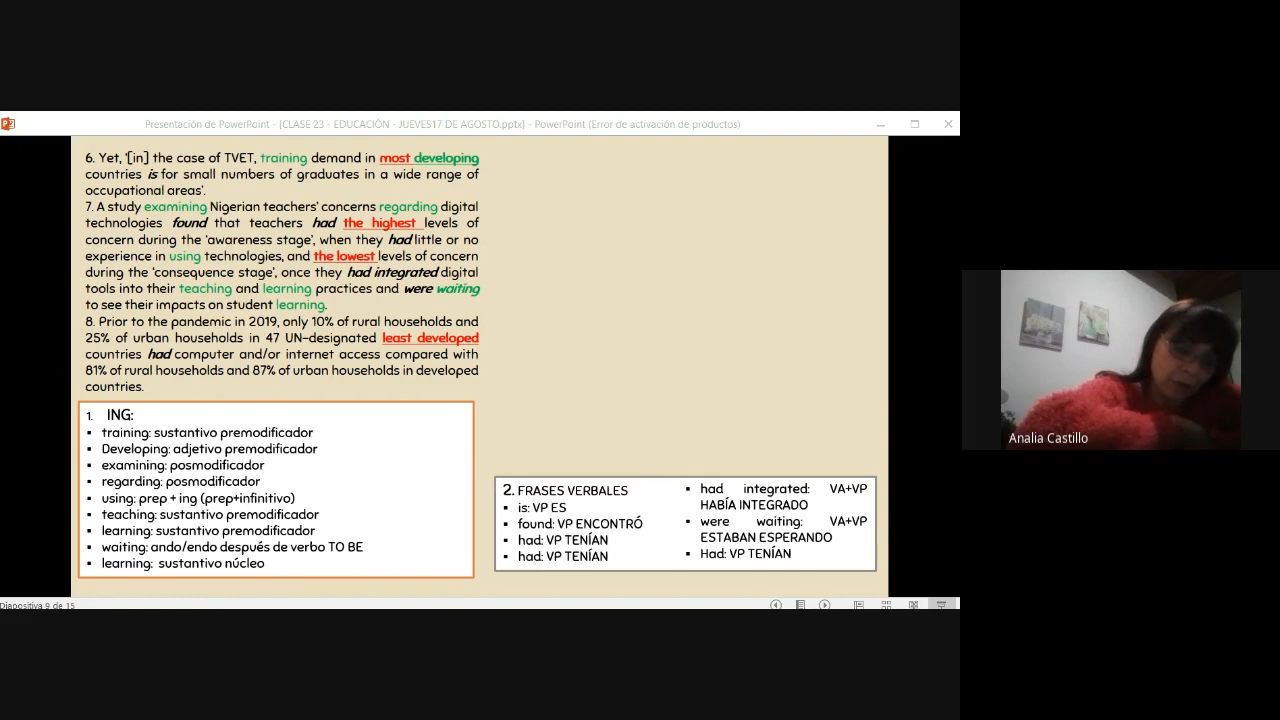 Presentación de PowerPoint - [CLASE 23 - EDUCACIÓN - JUEVES17 DE AGOSTO.pptx] - PowerPoint (Error de activación de productos)
6. Yet, '[in] the case of TVET, training demand in most developing
countries is for small numbers of graduates in a wide range of
occupational areas'.
7. A study examining Nigerian teachers' concerns regarding digital
technologies found that teachers had the highest levels of
concern during the 'awareness stage', when they had little or no
experience in using technologies, and the lowest levels of concern
during the 'consequence stage', once they had integrated digital
tools into their teaching and learning practices and were waiting
to see their impacts on student learning.
8. Prior to the pandemic in 2019, only 10% of rural households and
25% of urban households in 47 UN-designated least developed
countries had computer and/or internet access compared with
81% of rural households and 87% of urban households in developed
countries.
1. ING:
▪ training: sustantivo premodificador
▪ Developing: adjetivo premodificador
▪ examining: posmodificador
▪ regarding: posmodificador
▪ using: prep + ing (prep+infinitivo)
▪ teaching: sustantivo premodificador
▪ learning: sustantivo premodificador
▪ waiting: ando/endo después de verbo TO BE
▪ learning: sustantivo núcleo
2. FRASES VERBALES
▪ is: VP ES
▪ found: VP ENCONTRÓ
▪ had: VP TENÍAN
▪ had: VP TENÍAN
▪ had integrated: VA+VP
HABÍA INTEGRADO
▪ were waiting: VA+VP
ESTABAN ESPERANDO
▪ Had: VP TENÍAN
Diapositiva 9 de 15
Analia Castillo